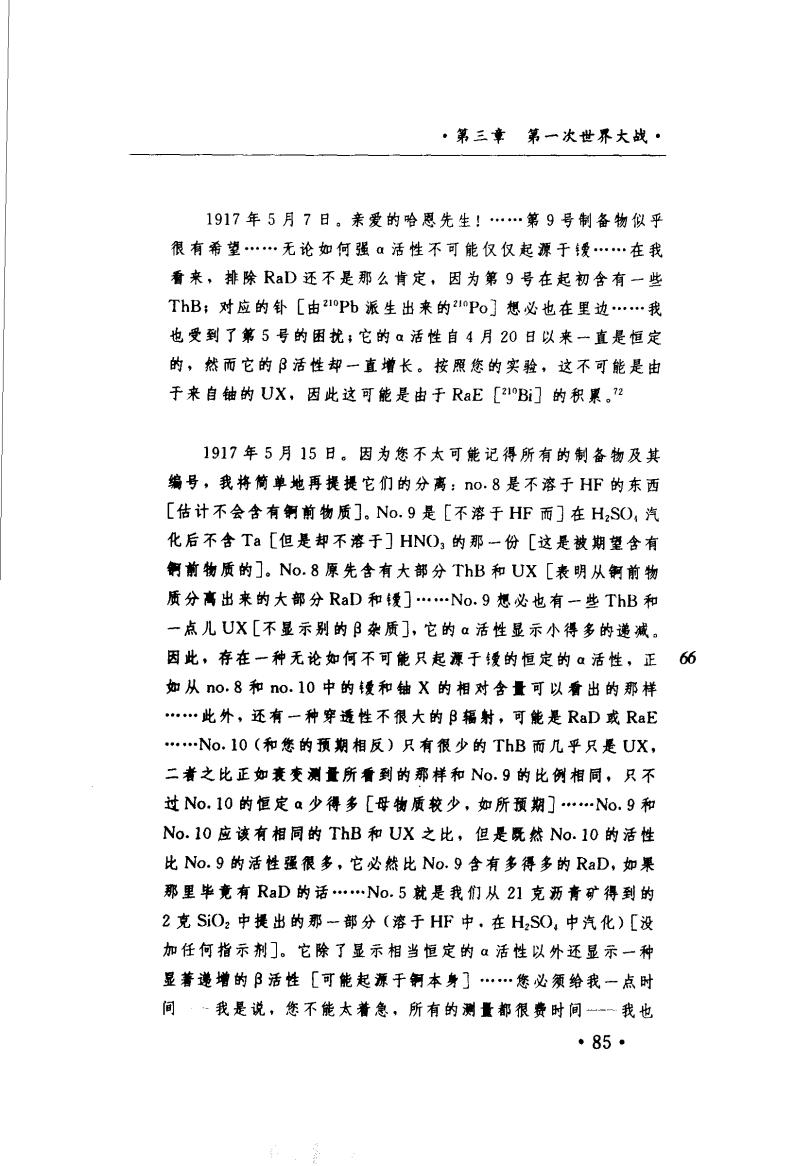 ·第三章　第一次世界大战·
1917年5月7日。亲爱的哈恩先生！……第9号制备物似乎
很有希望……无论如何强α活性不可能仅仅起源于锾……在我
看来，排除RaD还不是那么肯定，因为第9号在起初含有一些
ThB；对应的钋［由²¹⁰Pb派生出来的²¹⁰Po］想必也在里边……我
也受到了第5号的困扰；它的α活性自4月20日以来一直是恒定
的，然而它的β活性却一直增长。按照您的实验，这不可能是由
于来自铀的UX，因此这可能是由于RaE［²¹⁰Bi］的积累。⁷²
1917年5月15日。因为您不太可能记得所有的制备物及其
编号，我将简单地再提提它们的分离：no.8是不溶于HF的东西
［估计不会含有锕前物质］。No.9是［不溶于HF而］在H₂SO₄汽
化后不含Ta［但是却不溶于］HNO₃的那一份［这是被期望含有
锕前物质的］。No.8原先含有大部分ThB和UX［表明从锕前物
质分离出来的大部分RaD和锾］……No.9想必也有一些ThB和
一点儿UX［不显示别的β杂质］，它的α活性显示小得多的递减。
因此，存在一种无论如何不可能只起源于锾的恒定的α活性，正
66
如从no.8和no.10中的锾和铀X的相对含量可以看出的那样
……此外，还有一种穿透性不很大的β辐射，可能是RaD或RaE
……No.10（和您的预期相反）只有很少的ThB而几乎只是UX，
二者之比正如衰变测量所看到的那样和No.9的比例相同，只不
过No.10的恒定α少得多［母物质较少，如所预期］……No.9和
No.10应该有相同的ThB和UX之比，但是既然No.10的活性
比No.9的活性强很多，它必然比No.9含有多得多的RaD，如果
那里毕竟有RaD的话……No.5就是我们从21克沥青矿得到的
2克SiO₂中提出的那一部分（溶于HF中，在H₂SO₄中汽化）［没
加任何指示剂］。它除了显示相当恒定的α活性以外还显示一种
显著递增的β活性［可能起源于锕本身］……您必须给我一点时
间——我是说，您不能太着急，所有的测量都很费时间——我也
·85·